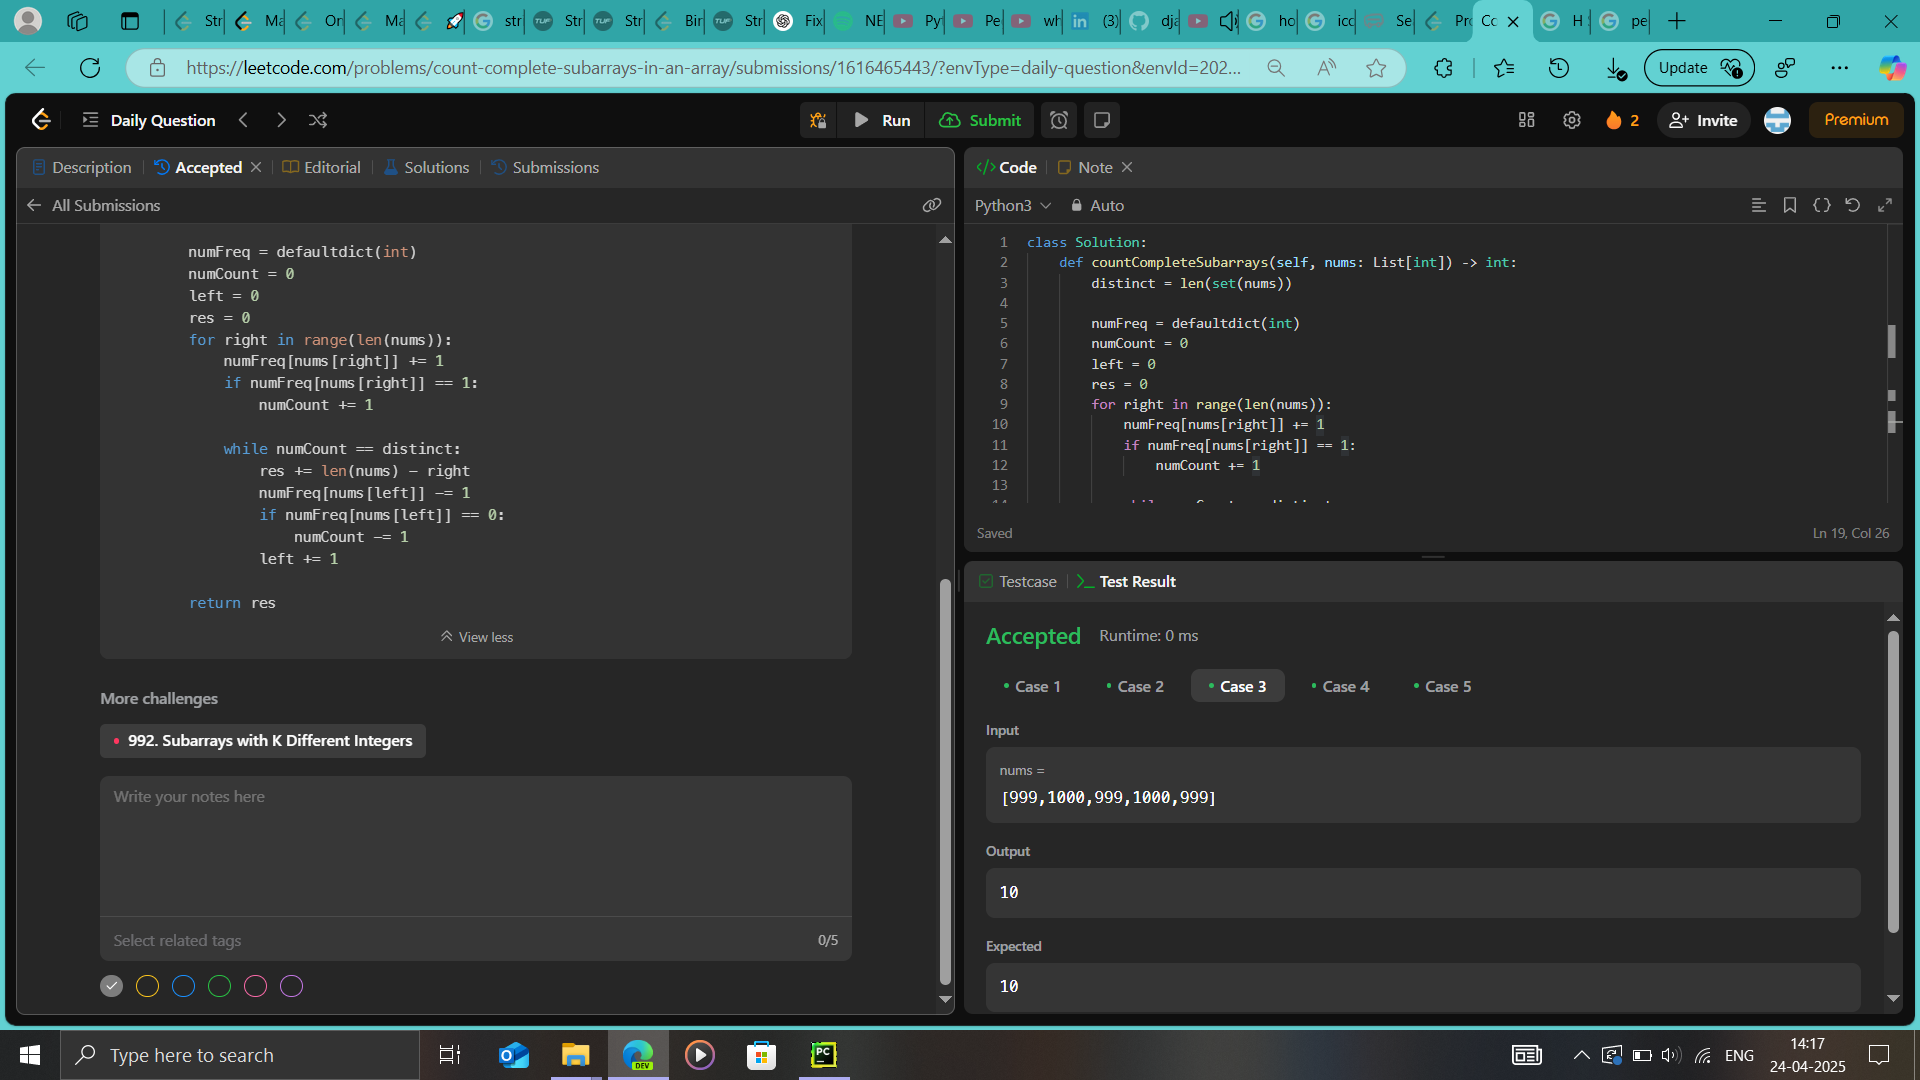 Str
Ma
On
Ma
str
Str
Str
Bir
Str
Fix
NE
Pyt
Pe
wh
(3)
dja
ho
icc
Se
Pro
Co
H
pe
https://leetcode.com/problems/count-complete-subarrays-in-an-array/submissions/1616465443/?envType=daily-question&envId=202...
Update
Daily Question
Run
Submit
2
Invite
Premium
Description
Accepted
Editorial
Solutions
Submissions
All Submissions
numFreq = defaultdict(int)
numCount = 0
left = 0
res = 0
for right in range(len(nums)):
numFreq[nums[right]] += 1
if numFreq[nums[right]] == 1:
numCount += 1
while numCount == distinct:
res += len(nums) - right
numFreq[nums[left]] -= 1
if numFreq[nums[left]] == 0:
numCount -= 1
left += 1
return res
View less
More challenges
992. Subarrays with K Different Integers
Write your notes here
Select related tags
0/5
</> Code
Note
Python3
Auto
1 class Solution:
2 def countCompleteSubarrays(self, nums: List[int]) -> int:
3 distinct = len(set(nums))
4
5 numFreq = defaultdict(int)
6 numCount = 0
7 left = 0
8 res = 0
9 for right in range(len(nums)):
10 numFreq[nums[right]] += 1
11 if numFreq[nums[right]] == 1:
12 numCount += 1
13
Saved
Ln 19, Col 26
Testcase
Test Result
Accepted
Runtime: 0 ms
Case 1
Case 2
Case 3
Case 4
Case 5
Input
nums =
[999,1000,999,1000,999]
Output
10
Expected
10
Type here to search
DEV
PC
ENG
14:17
24-04-2025